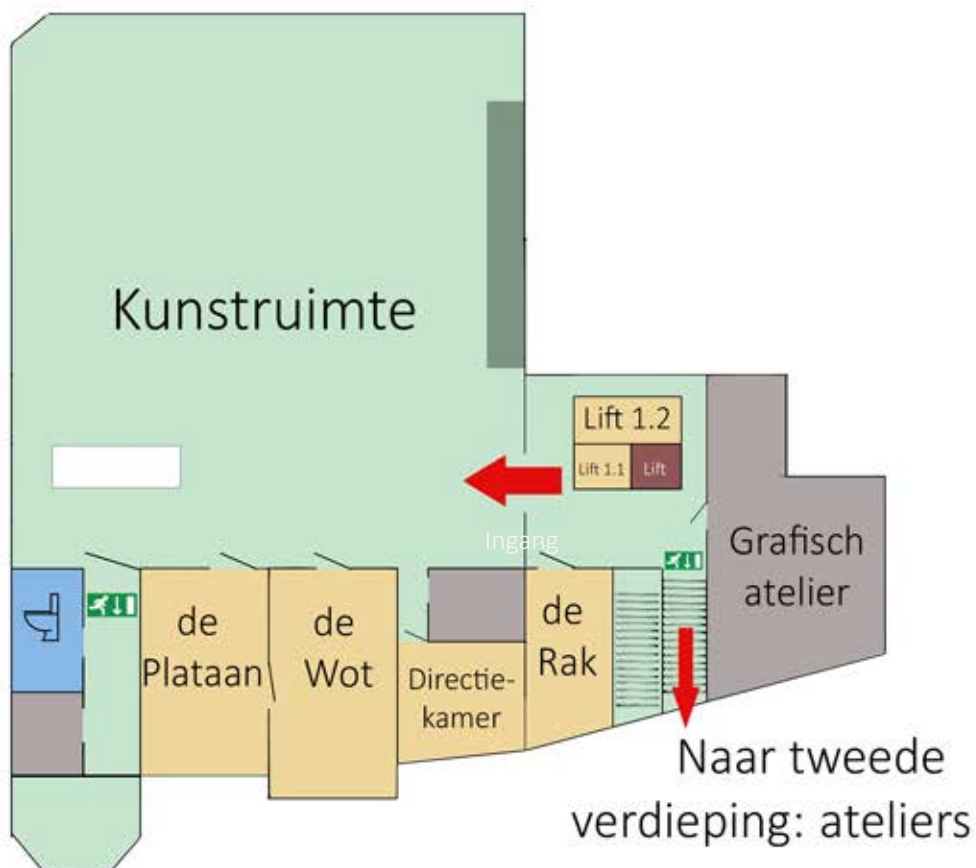 Kunstruimte
Lift 1.2
Lift 1.1
Lift
Ingang
Grafisch
atelier
de
Plataan
de
Wot
Directie-
kamer
de
Rak
Naar tweede
verdieping: ateliers